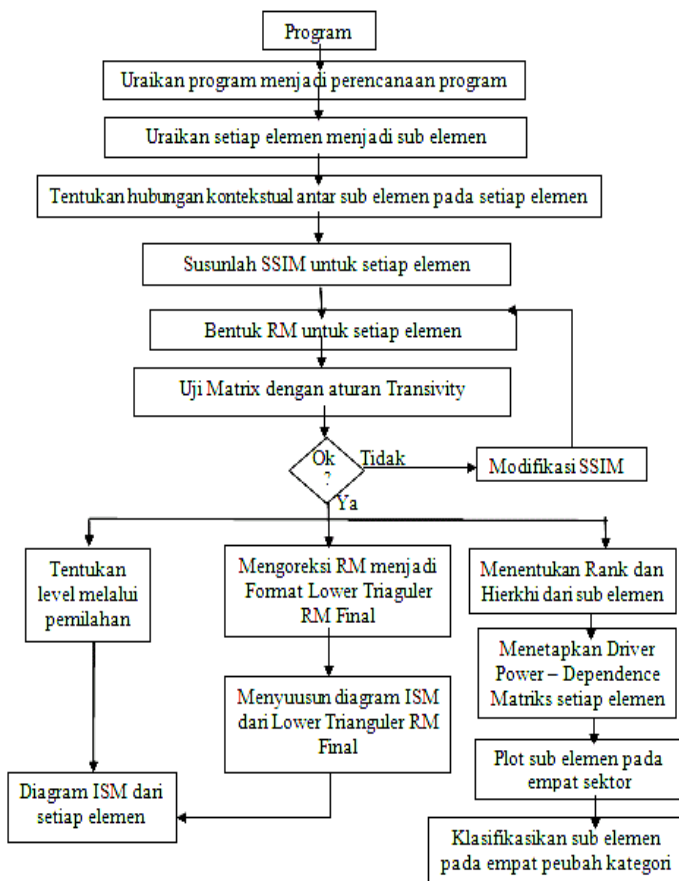 Program
Uraikan program menjadi perencanaan program
Uraikan setiap elemen menjadi sub elemen
Tentukan hubungan kontekstual antar sub elemen pada setiap elemen
Susunlah SSIM untuk setiap elemen
Bentuk RM untuk setiap elemen
Uji Matrix dengan aturan Transivity
Ok
?
Tidak
Modifikasi SSIM
Ya
Tentukan
level melalui
pemilahan
Mengoreksi RM menjadi
Format Lower Triaguler
RM Final
Menentukan Rank dan
Hierkhi dari sub elemen
Menetapkan Driver
Power – Dependence
Matriks setiap elemen
Menyuusun diagram ISM
dari Lower Trianguler RM
Final
Plot sub elemen pada
empat sektor
Diagram ISM dari
setiap elemen
Klasifikasikan sub elemen
pada empat peubah kategori